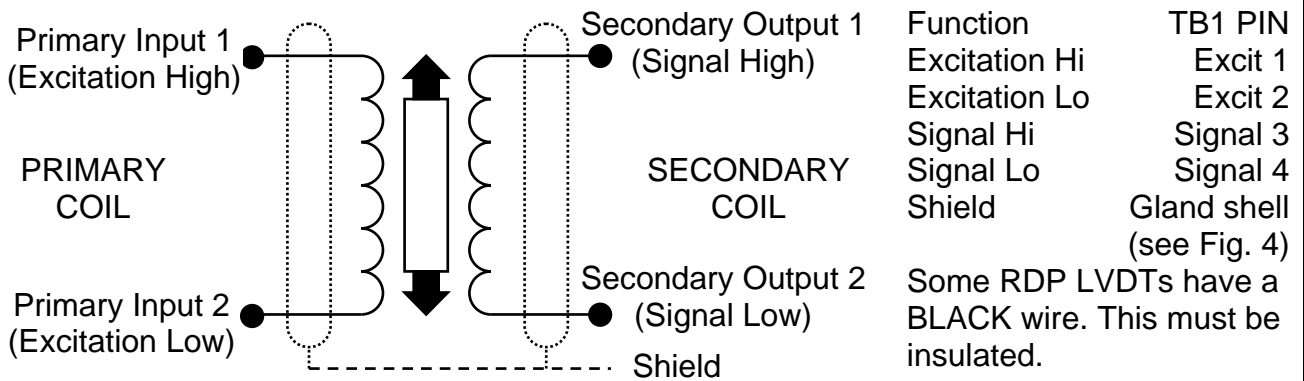 Primary Input 1
(Excitation High)
PRIMARY
COIL
Primary Input 2
(Excitation Low)
Secondary Output 1
(Signal High)
SECONDARY
COIL
Secondary Output 2
(Signal Low)
Shield
Function TB1 PIN
Excitation Hi Excit 1
Excitation Lo Excit 2
Signal Hi Signal 3
Signal Lo Signal 4
Shield Gland shell
(see Fig. 4)
Some RDP LVDTs have a
BLACK wire. This must be
insulated.